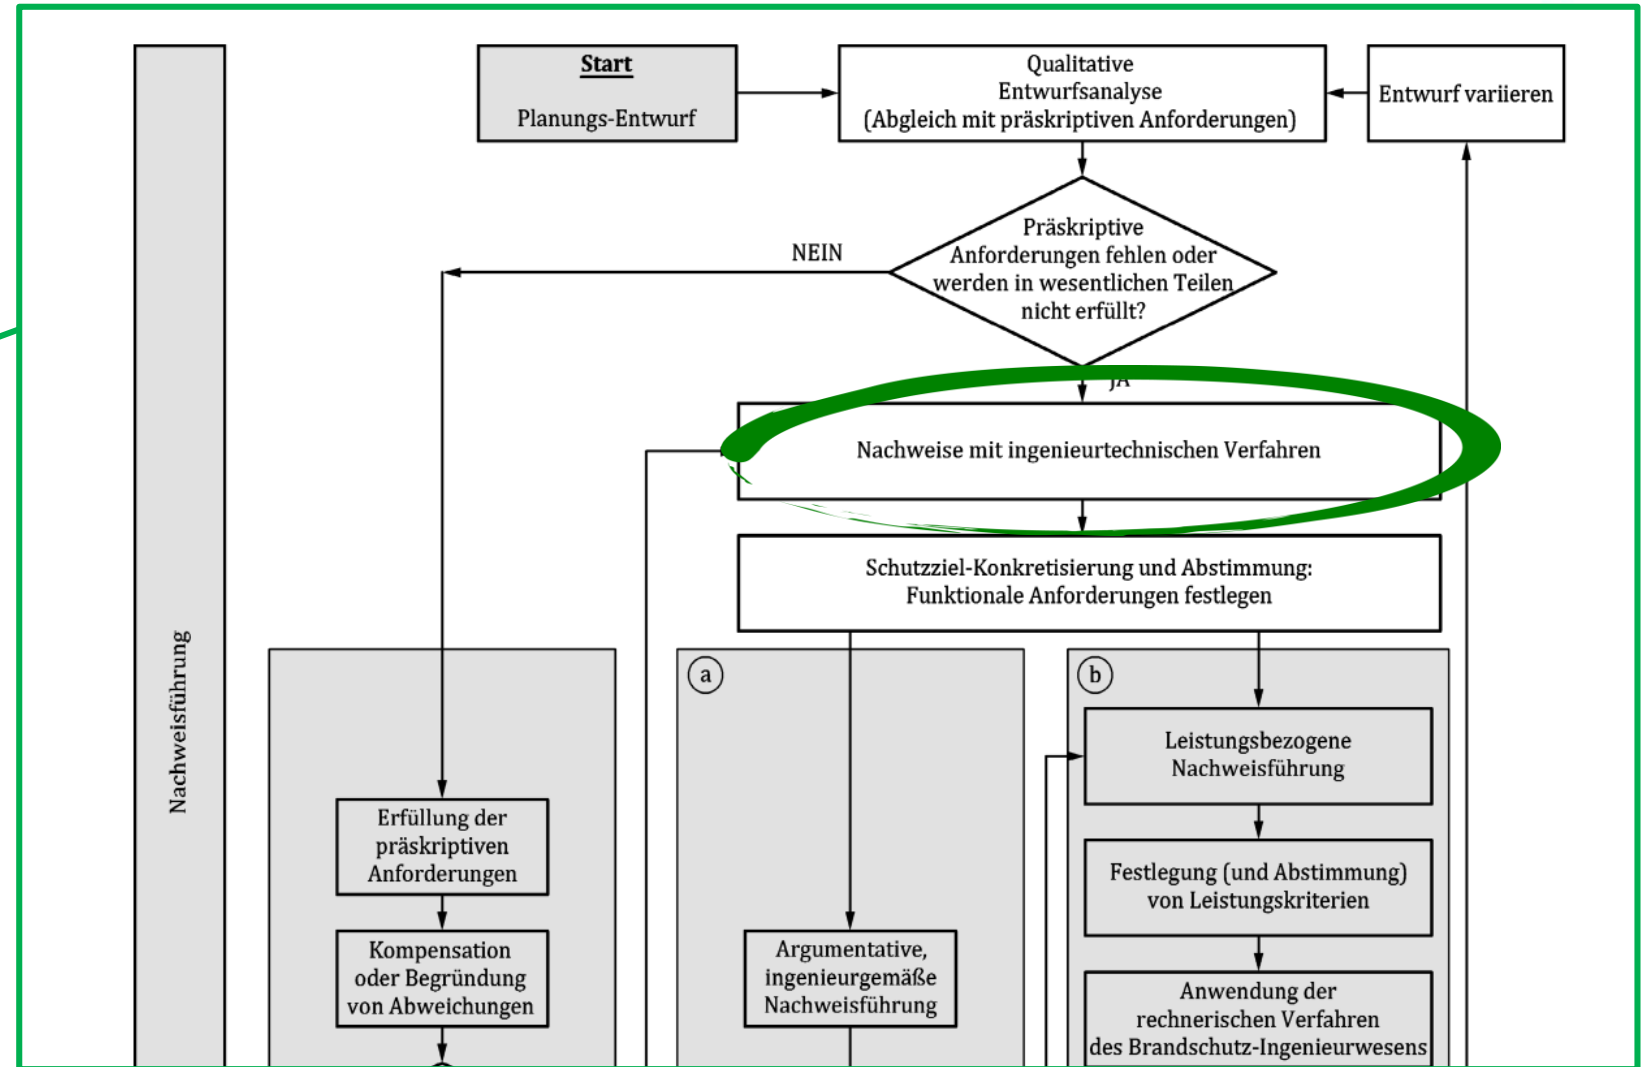 Start
Planungs-Entwurf
Qualitative
Entwurfsanalyse
(Abgleich mit präskriptiven Anforderungen)
Entwurf variieren
Präskriptive
Anforderungen fehlen oder
werden in wesentlichen Teilen
nicht erfüllt?
NEIN
JA
Nachweise mit ingenieurtechnischen Verfahren
Schutzziel-Konkretisierung und Abstimmung:
Funktionale Anforderungen festlegen
Nachweisführung
Erfüllung der
präskriptiven
Anforderungen
Kompensation
oder Begründung
von Abweichungen
a
Argumentative,
ingenieurgemäße
Nachweisführung
b
Leistungsbezogene
Nachweisführung
Festlegung (und Abstimmung)
von Leistungskriterien
Anwendung der
rechnerischen Verfahren
des Brandschutz-Ingenieurwesens